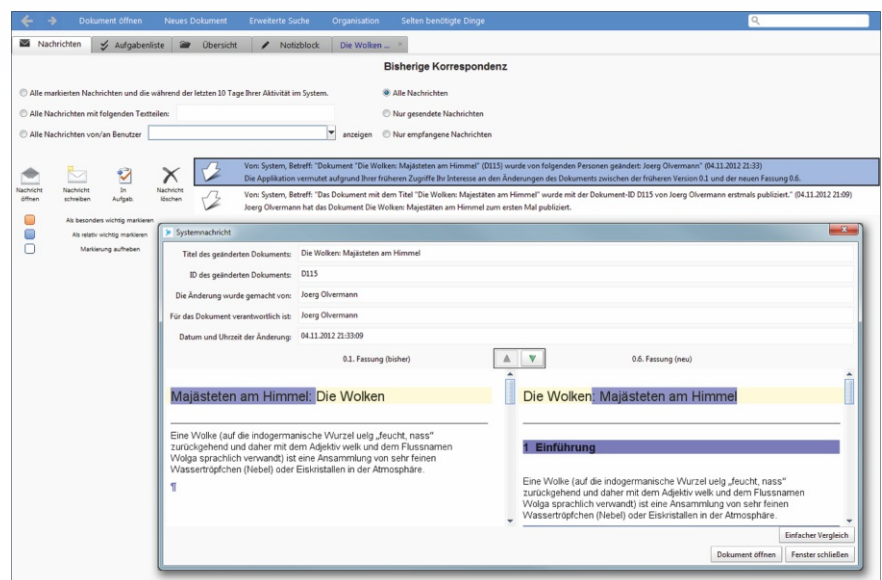 Dokument öffnen Neues Dokument Erweiterte Suche Organisation Selten benötigte Dinge
Nachrichten Aufgabenliste Übersicht Notizblock Die Wolken ... ×
Bisherige Korrespondenz
Alle markierten Nachrichten und die während der letzten 10 Tage Ihrer Aktivität im System. Alle Nachrichten
Alle Nachrichten mit folgenden Textteilen: Nur gesendete Nachrichten
Alle Nachrichten von/an Benutzer anzeigen Nur empfangene Nachrichten
Nachricht öffnen
Nachricht schreiben
In Aufgab.
Nachricht löschen
Als besonders wichtig markieren
Als relativ wichtig markieren
Markierung aufheben
Von: System, Betreff: "Dokument "Die Wolken: Majästeten am Himmel" (D115) wurde von folgenden Personen geändert: Joerg Olvermann" (04.11.2012 21:33)
Die Applikation vermutet aufgrund Ihrer früheren Zugriffe Ihr Interesse an den Änderungen des Dokuments zwischen der früheren Version 0.1 und der neuen Fassung 0.6.
Von: System, Betreff: "Das Dokument mit dem Titel "Die Wolken: Majestäten am Himmel" wurde mit der Dokument-ID D115 von Joerg Olvermann erstmals publiziert." (04.11.2012 21:09)
Joerg Olvermann hat das Dokument Die Wolken: Majestäten am Himmel zum ersten Mal publiziert.
Systemnachricht
Titel des geänderten Dokuments: Die Wolken: Majästeten am Himmel
ID des geänderten Dokuments: D115
Die Änderung wurde gemacht von: Joerg Olvermann
Für das Dokument verantwortlich ist: Joerg Olvermann
Datum und Uhrzeit der Änderung: 04.11.2012 21:33:09
0.1. Fassung (bisher) 0.6. Fassung (neu)
Majästeten am Himmel: Die Wolken
Eine Wolke (auf die indogermanische Wurzel uelg „feucht, nass“
zurückgehend und daher mit dem Adjektiv welk und dem Flussnamen
Wolga sprachlich verwandt) ist eine Ansammlung von sehr feinen
Wassertröpfchen (Nebel) oder Eiskristallen in der Atmosphäre.
¶
Die Wolken: Majästeten am Himmel
1 Einführung
Eine Wolke (auf die indogermanische Wurzel uelg „feucht, nass“
zurückgehend und daher mit dem Adjektiv welk und dem Flussnamen
Wolga sprachlich verwandt) ist eine Ansammlung von sehr feinen
Wassertröpfchen (Nebel) oder Eiskristallen in der Atmosphäre.
Einfacher Vergleich
Dokument öffnen Fenster schließen